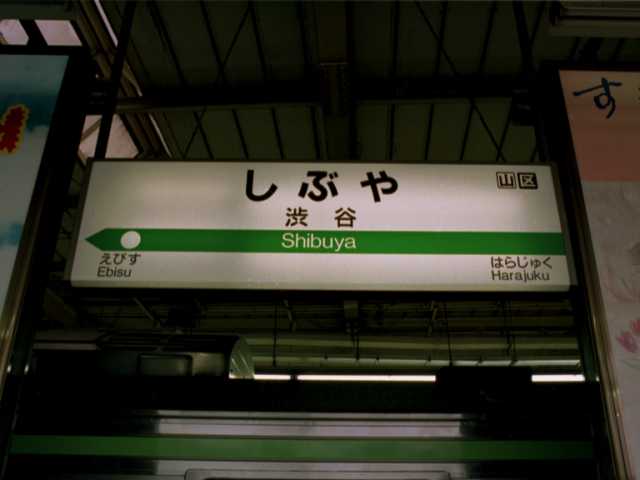 しぶや
山区
渋谷
Shibuya
えびす
Ebisu
はらじゅく
Harajuku
す